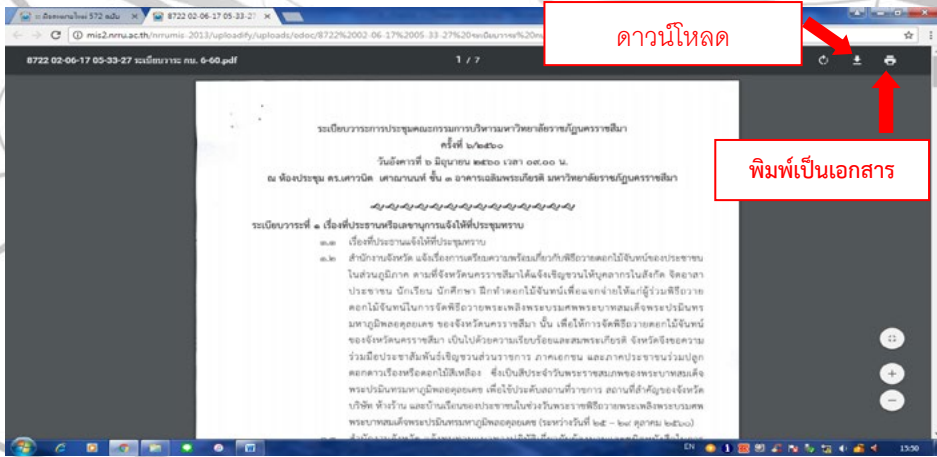 :: มิตรพยาบาลใหม่ 572 ฉบับ
8722 02-06-17 05-33-27
mis2.nrru.ac.th/nrrumis-2013/uploadify/uploads/edoc/8722%2002-06-17%2005-33-27%20ระเบียบวาระ%20
ดาวน์โหลด
8722 02-06-17 05-33-27 ระเบียบวาระ กบ. 6-60.pdf
1 / 7
พิมพ์เป็นเอกสาร
ระเบียบวาระการประชุมคณะกรรมการบริหารมหาวิทยาลัยราชภัฏนครราชสีมา
ครั้งที่ ๖/๒๕๖๐
วันอังคารที่ ๖ มิถุนายน ๒๕๖๐ เวลา ๐๙.๐๐ น.
ณ ห้องประชุม ดร.เศาวนิต เศาณานนท์ ชั้น ๓ อาคารเฉลิมพระเกียรติ มหาวิทยาลัยราชภัฏนครราชสีมา
ระเบียบวาระที่ ๑ เรื่องที่ประธานหรือเลขานุการแจ้งให้ที่ประชุมทราบ
๑.๑ เรื่องที่ประธานแจ้งให้ที่ประชุมทราบ
๑.๒ สำนักงานจังหวัด แจ้งเรื่องการเตรียมความพร้อมเกี่ยวกับพิธีถวายดอกไม้จันทน์ของประชาชน
ในส่วนภูมิภาค ตามที่จังหวัดนครราชสีมาได้แจ้งเชิญชวนให้บุคลากรในสังกัด จิตอาสา
ประชาชน นักเรียน นักศึกษา ฝึกทำดอกไม้จันทน์เพื่อแจกจ่ายให้แก่ผู้ร่วมพิธีถวาย
ดอกไม้จันทน์ในการจัดพิธีถวายพระเพลิงพระบรมศพพระบาทสมเด็จพระปรมินทร
มหาภูมิพลอดุลยเดช ของจังหวัดนครราชสีมา นั้น เพื่อให้การจัดพิธีถวายดอกไม้จันทน์
ของจังหวัดนครราชสีมา เป็นไปด้วยความเรียบร้อยและสมพระเกียรติ จังหวัดจึงขอความ
ร่วมมือประชาสัมพันธ์เชิญชวนส่วนราชการ ภาคเอกชน และภาคประชาชนร่วมปลูก
ดอกดาวเรืองหรือดอกไม้สีเหลือง ซึ่งเป็นสีประจำวันพระราชสมภพของพระบาทสมเด็จ
พระปรมินทรมหาภูมิพลอดุลยเดช เพื่อใช้ประดับสถานที่ราชการ สถานที่สำคัญของจังหวัด
บริษัท ห้างร้าน และบ้านเรือนของประชาชนในช่วงวันพระราชพิธีถวายพระเพลิงพระบรมศพ
พระบาทสมเด็จพระปรมินทรมหาภูมิพลอดุลยเดช (ระหว่างวันที่ ๒๕ – ๒๙ ตุลาคม ๒๕๖๐)
EN
15:50